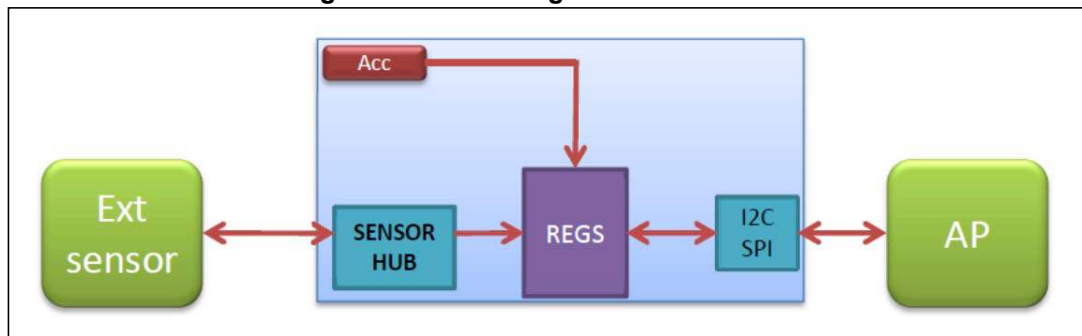 Acc
Ext
sensor
SENSOR
HUB
REGS
I2C
SPI
AP